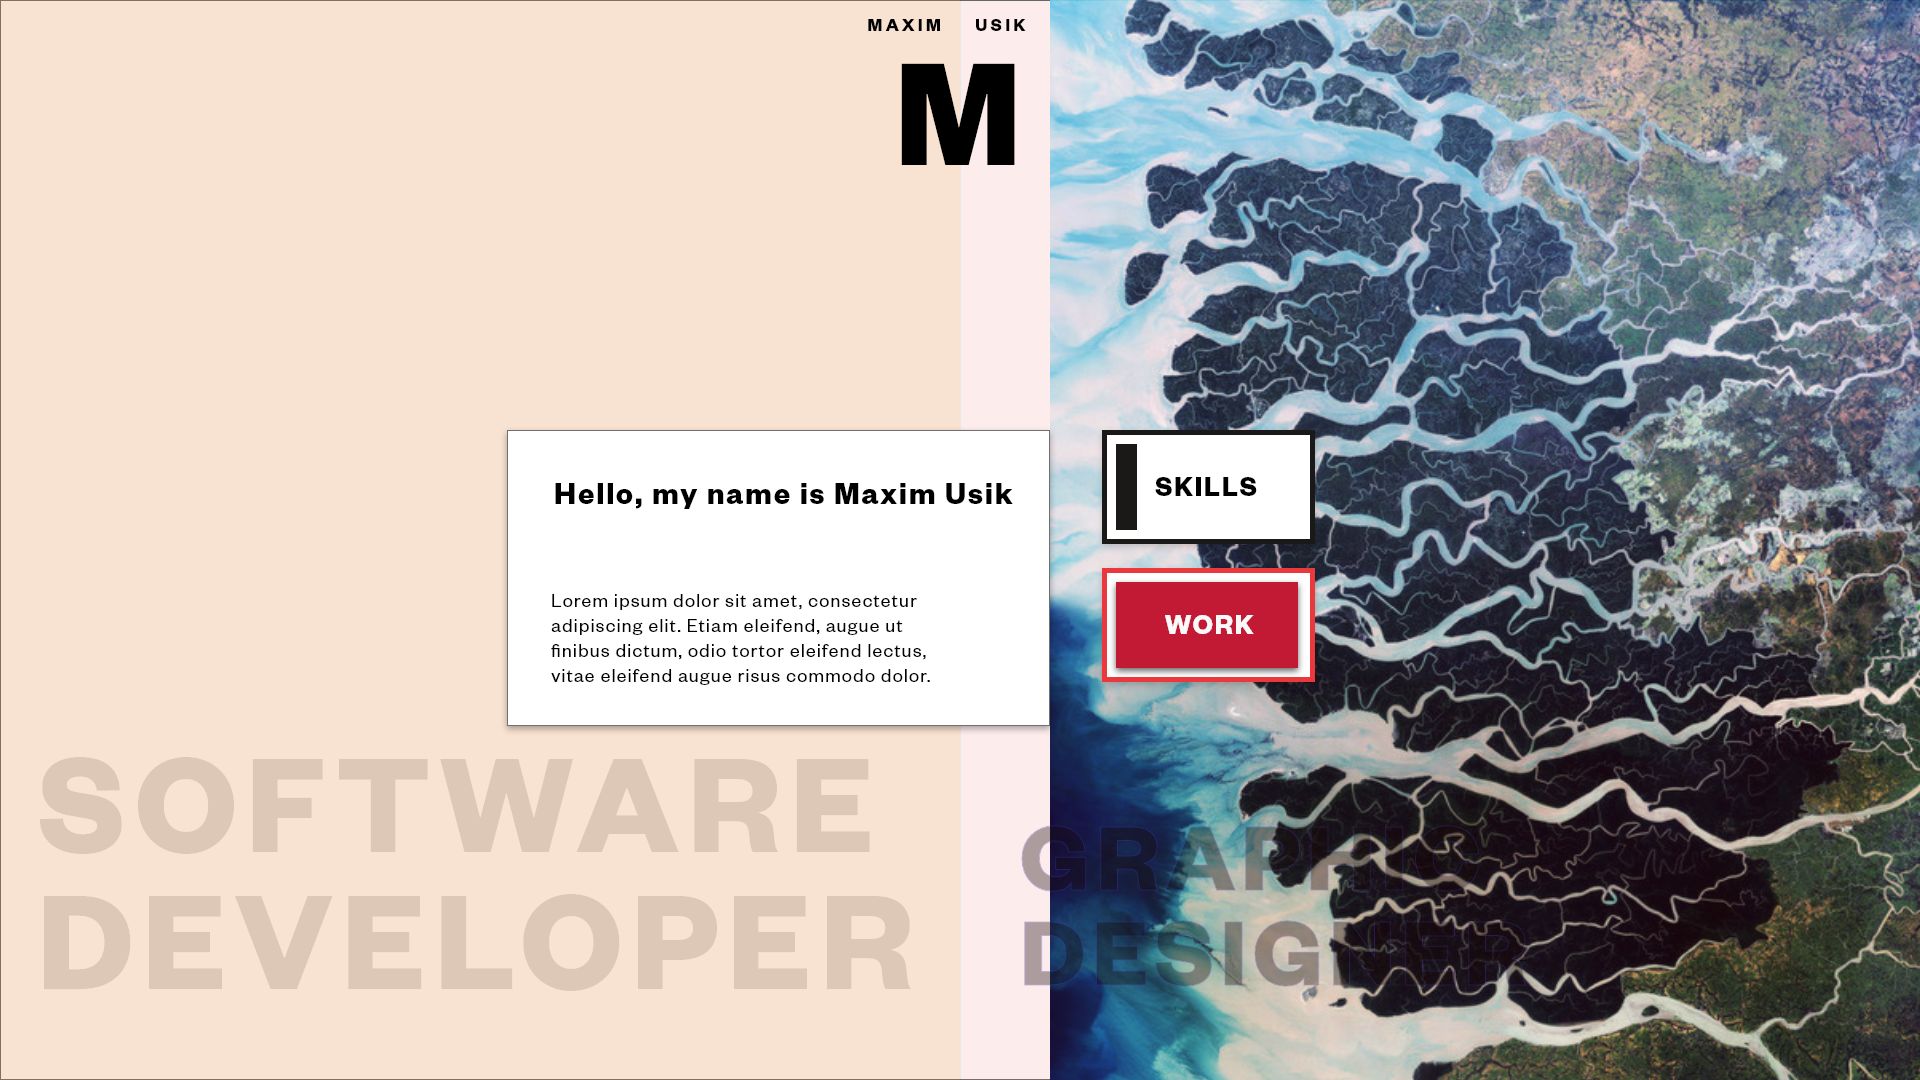 MAXIM USIK
M
Hello, my name is Maxim Usik
Lorem ipsum dolor sit amet, consectetur
adipiscing elit. Etiam eleifend, augue ut
finibus dictum, odio tortor eleifend lectus,
vitae eleifend augue risus commodo dolor.
SKILLS
WORK
SOFTWARE
DEVELOPER
GRAPHIC
DESIGNER